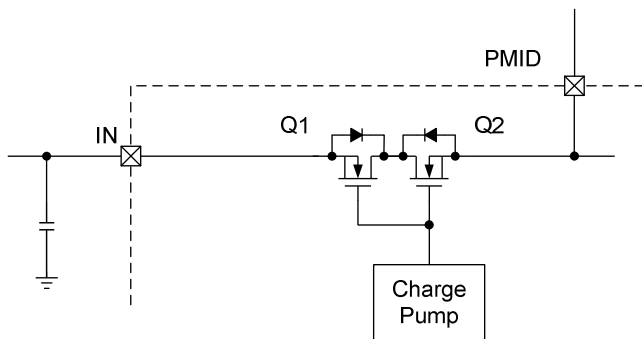 PMID
IN
Q1
Q2
Charge
Pump